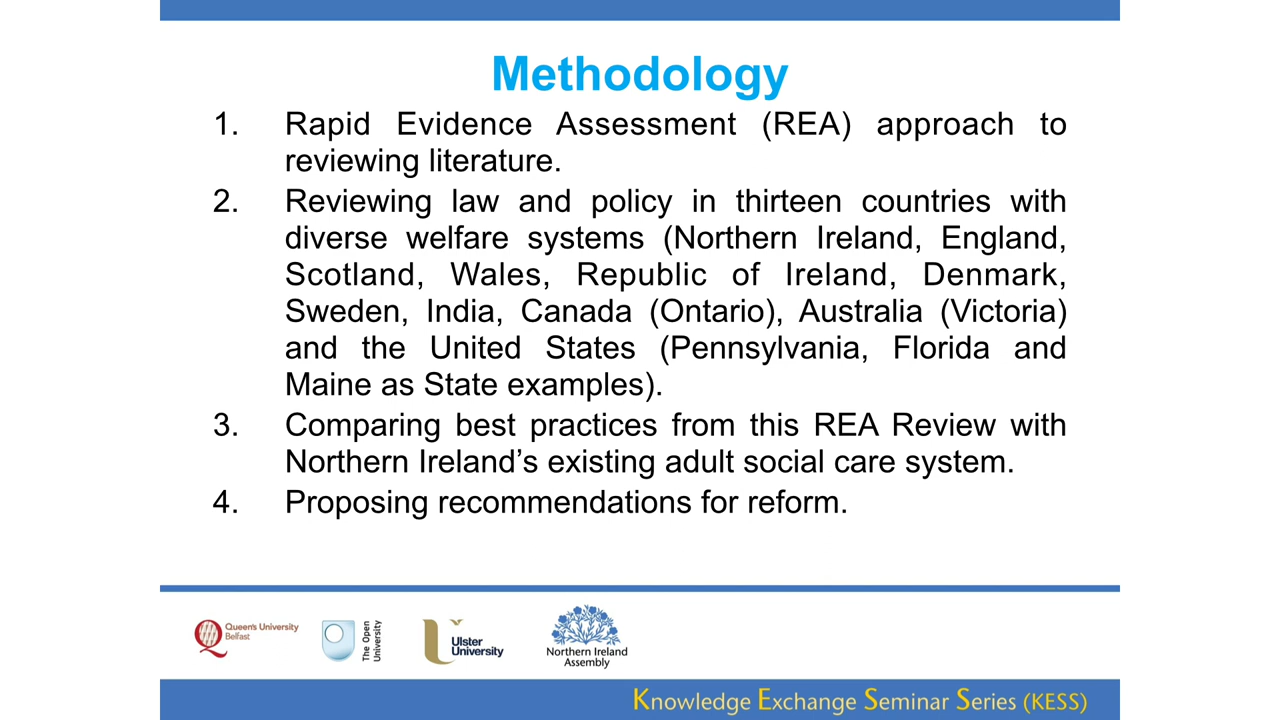 Methodology
1. Rapid Evidence Assessment (REA) approach to
reviewing literature.
2. Reviewing law and policy in thirteen countries with
diverse welfare systems (Northern Ireland, England,
Scotland, Wales, Republic of Ireland, Denmark,
Sweden, India, Canada (Ontario), Australia (Victoria)
and the United States (Pennsylvania, Florida and
Maine as State examples).
3. Comparing best practices from this REA Review with
Northern Ireland’s existing adult social care system.
4. Proposing recommendations for reform.
Queen's University
Belfast
The Open
University
Ulster
University
Northern Ireland
Assembly
Knowledge Exchange Seminar Series (KESS)